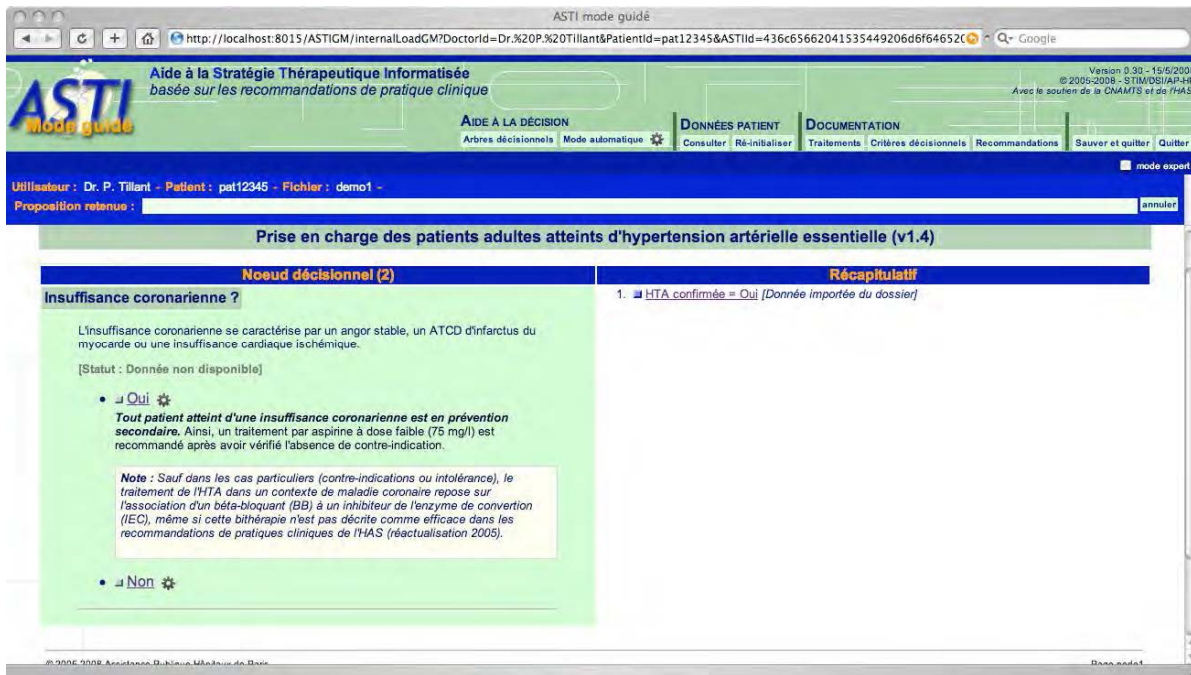 ASTI mode guidé
http://localhost:8015/ASTIGM/internalLoadGM?DoctorId=Dr.%20P.%20Tillant&PatientId=pat12345&ASTIId=436c65662041535449206d6f646520
Google
ASTI
Mode guidé
Aide à la Stratégie Thérapeutique Informatisée
basée sur les recommandations de pratique clinique
Version 0.30 - 15/5/200
© 2005-2008 - STIM/DSI/AP-H
Avec le soutien de la CNAMTS et de l'HAS
AIDE À LA DÉCISION
Arbres décisionnels Mode automatique
DONNÉES PATIENT
Consulter Ré-initialiser
DOCUMENTATION
Traitements Critères décisionnels Recommandations
Sauver et quitter Quitter
mode expert
Utilisateur : Dr. P. Tillant - Patient : pat12345 - Fichier : demo1 -
Proposition retenue :
annuler
Prise en charge des patients adultes atteints d'hypertension artérielle essentielle (v1.4)
Noeud décisionnel (2)
Insuffisance coronarienne ?
L'insuffisance coronarienne se caractérise par un angor stable, un ATCD d'infarctus du
myocarde ou une insuffisance cardiaque ischémique.
[Statut : Donnée non disponible]
• Oui
Tout patient atteint d'une insuffisance coronarienne est en prévention
secondaire. Ainsi, un traitement par aspirine à dose faible (75 mg/l) est
recommandé après avoir vérifié l'absence de contre-indication.
Note : Sauf dans les cas particuliers (contre-indications ou intolérance), le
traitement de l'HTA dans un contexte de maladie coronaire repose sur
l'association d'un béta-bloquant (BB) à un inhibiteur de l'enzyme de convertion
(IEC), même si cette bithérapie n'est pas décrite comme efficace dans les
recommandations de pratiques cliniques de l'HAS (réactualisation 2005).
• Non
Récapitulatif
1. HTA confirmée = Oui [Donnée importée du dossier]
© 2005-2008 Assistance Publique Hôpitaux de Paris
Page node1